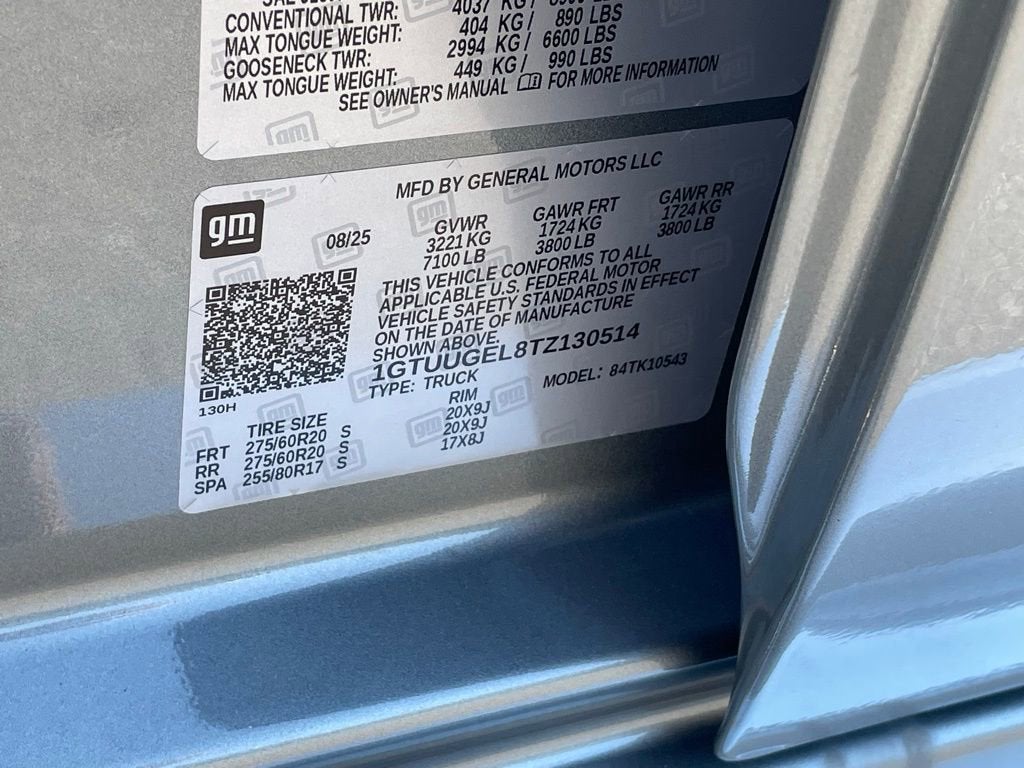 CONVENTIONAL TWR: 4037 KG/
MAX TONGUE WEIGHT: 404 KG/ 890 LBS
GOOSENECK TWR: 2994 KG/ 6600 LBS
MAX TONGUE WEIGHT: 449 KG/ 990 LBS
SEE OWNER'S MANUAL FOR MORE INFORMATION
MFD BY GENERAL MOTORS LLC
gm
08/25 GVWR GAWR FRT GAWR RR
3221 KG 1724 KG 1724 KG
7100 LB 3800 LB 3800 LB
THIS VEHICLE CONFORMS TO ALL
APPLICABLE U.S. FEDERAL MOTOR
VEHICLE SAFETY STANDARDS IN EFFECT
ON THE DATE OF MANUFACTURE
SHOWN ABOVE.
1GTUUGEL8TZ130514
TYPE: TRUCK MODEL: 84TK10543
130H
TIRE SIZE RIM
FRT 275/60R20 S 20X9J
RR 275/60R20 S 20X9J
SPA 255/80R17 S 17X8J